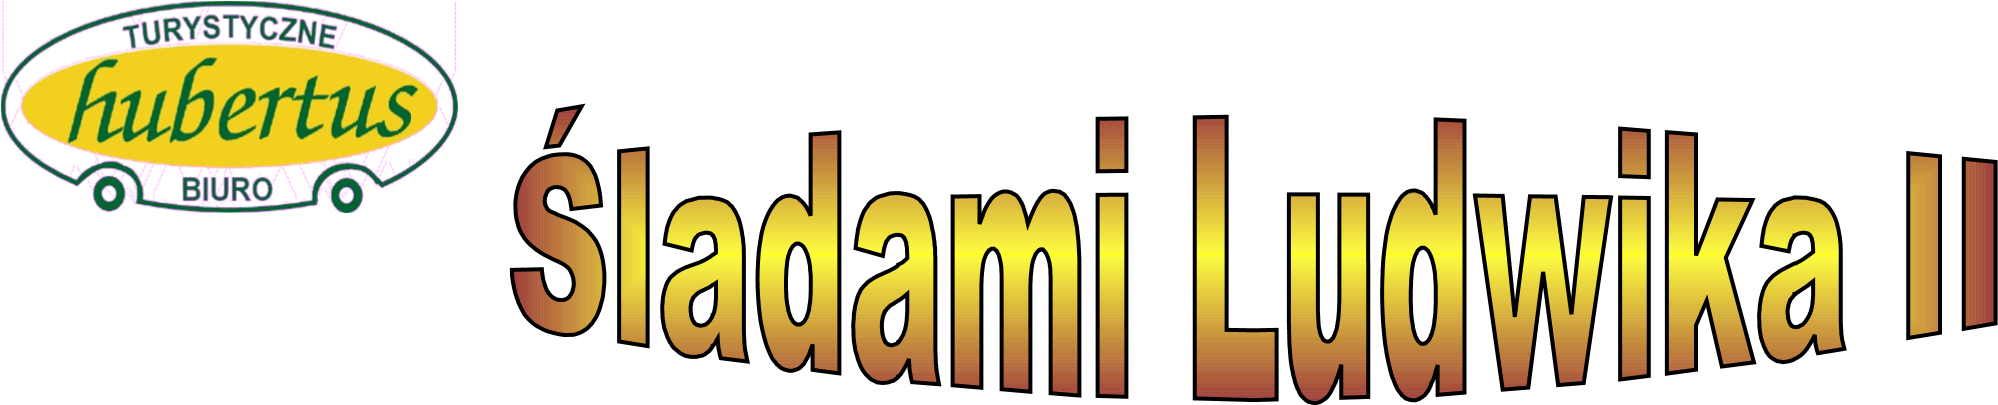 TURYSTYCZNE
hubertus
BIURO
Śladami Ludwika II